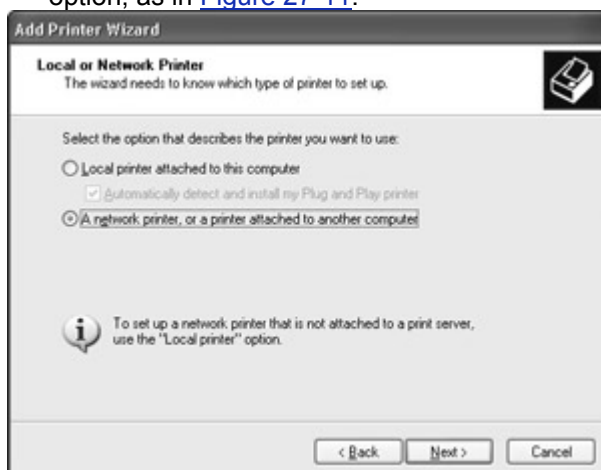 option, as in Figure 27-11.
Add Printer Wizard
Local or Network Printer
The wizard needs to know which type of printer to set up.
Select the option that describes the printer you want to use:
Local printer attached to this computer
Automatically detect and install my Plug and Play printer
A network printer, or a printer attached to another computer
To set up a network printer that is not attached to a print server,
use the "Local printer" option.
< Back Next > Cancel